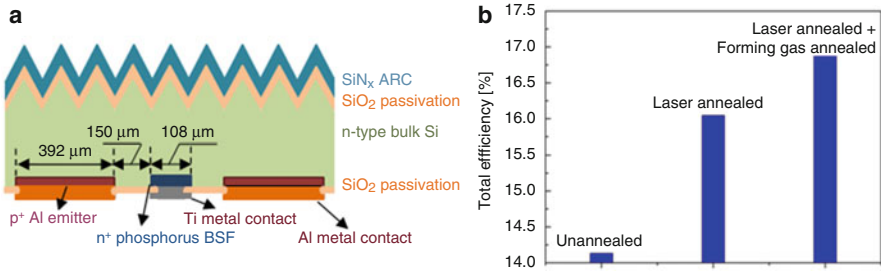 a
SiNx ARC
SiO2 passivation
150 μm
108 μm
n-type bulk Si
392 μm
SiO2 passivation
p+ Al emitter
Ti metal contact
n+ phosphorus BSF
Al metal contact
b
Total effficiency [%]
17.5
17.0
16.5
16.0
15.5
15.0
14.5
14.0
Unannealed
Laser annealed
Laser annealed +
Forming gas annealed